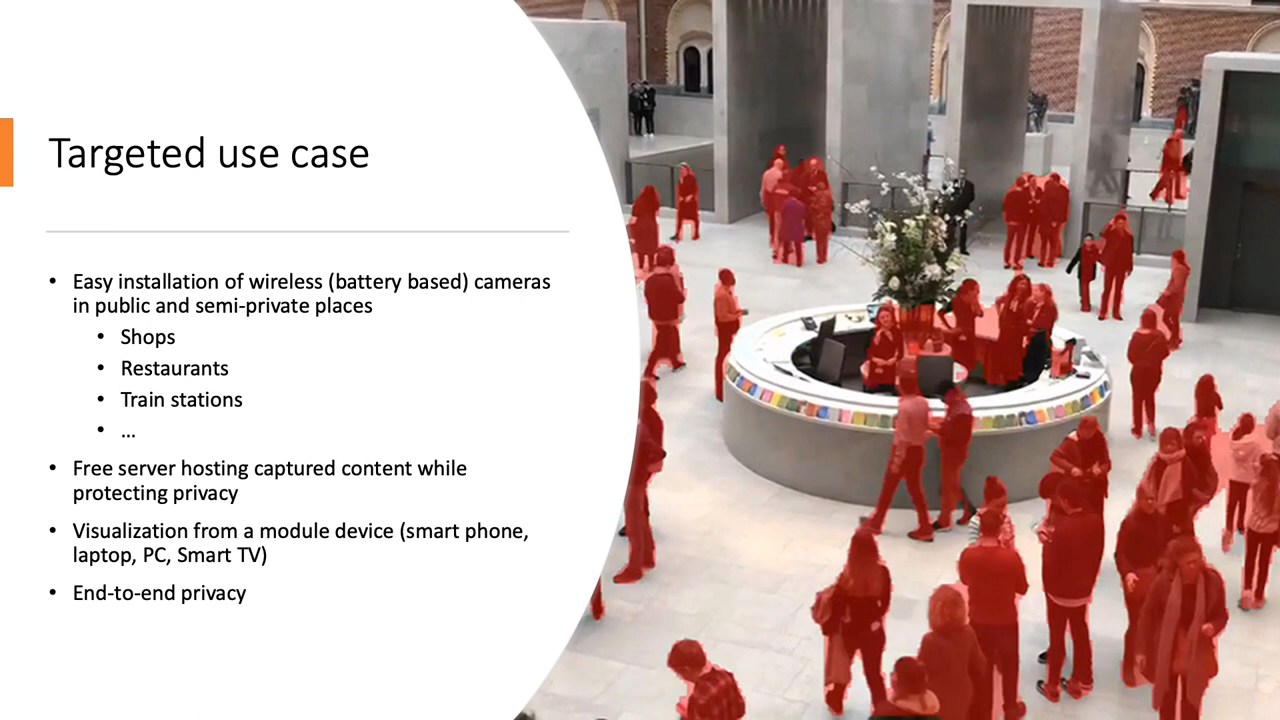 Targeted use case
• Easy installation of wireless (battery based) cameras
in public and semi-private places
• Shops
• Restaurants
• Train stations
• ...
• Free server hosting captured content while
protecting privacy
• Visualization from a module device (smart phone,
laptop, PC, Smart TV)
• End-to-end privacy